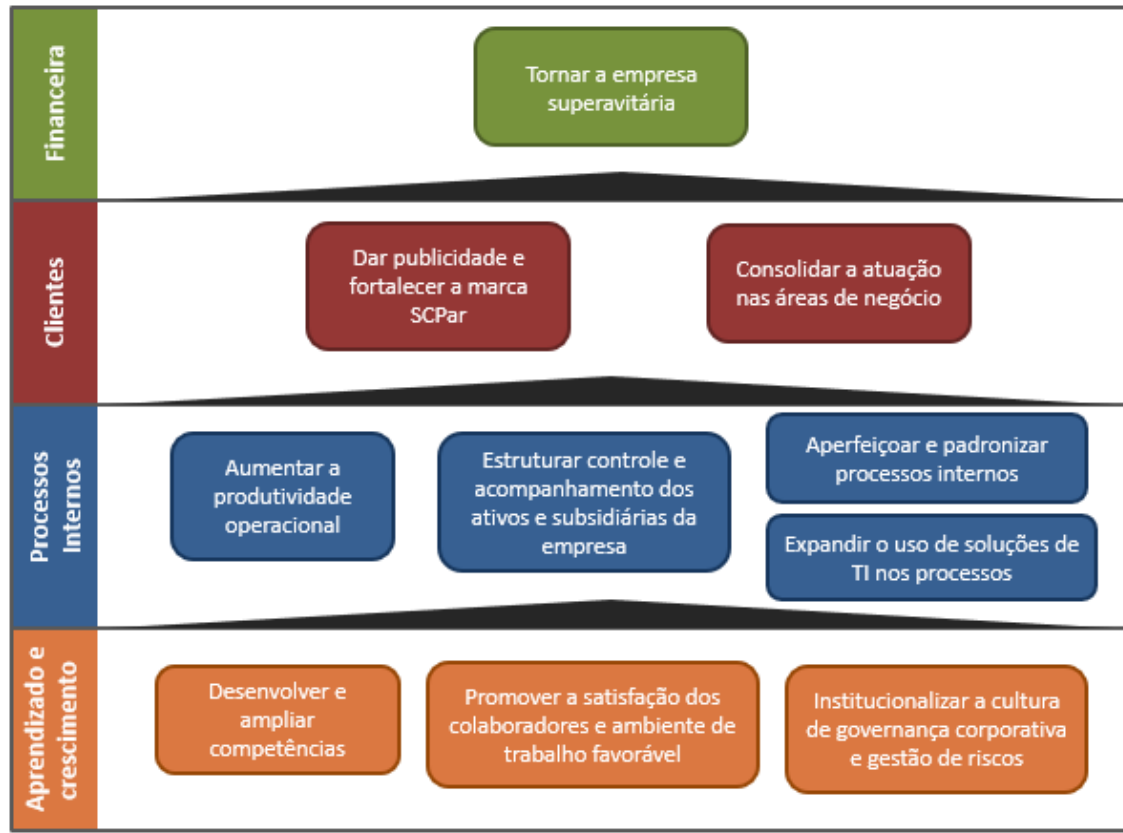 Financeira
Tornar a empresa
superavitária
Clientes
Dar publicidade e
fortalecer a marca
SCPar
Consolidar a atuação
nas áreas de negócio
Processos
Internos
Aumentar a
produtividade
operacional
Estruturar controle e
acompanhamento dos
ativos e subsidiárias da
empresa
Aperfeiçoar e padronizar
processos internos
Expandir o uso de soluções de
TI nos processos
Aprendizado e
crescimento
Desenvolver e
ampliar
competências
Promover a satisfação dos
colaboradores e ambiente de
trabalho favorável
Institucionalizar a cultura
de governança corporativa
e gestão de riscos